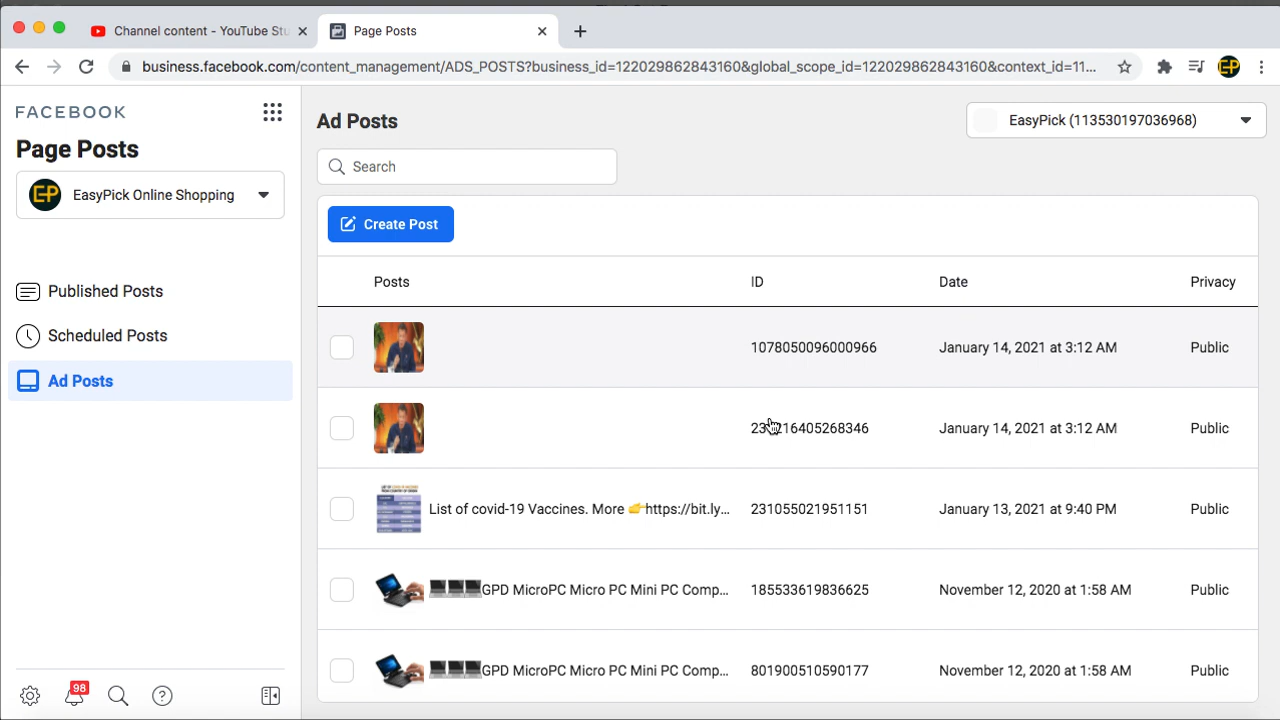 Channel content - YouTube Stu
Page Posts
business.facebook.com/content_management/ADS_POSTS?business_id=122029862843160&global_scope_id=122029862843160&context_id=11...
EP
FACEBOOK
Page Posts
EP EasyPick Online Shopping
Published Posts
Scheduled Posts
Ad Posts
98
Ad Posts
EasyPick (113530197036968)
Search
Create Post
Posts ID Date Privacy
1078050096000966 January 14, 2021 at 3:12 AM Public
January 14, 2021 at 3:12 AM Public
List of covid-19 Vaccines. More 👉https://bit.ly... 231055021951151 January 13, 2021 at 9:40 PM Public
GPD MicroPC Micro PC Mini PC Comp... 185533619836625 November 12, 2020 at 1:58 AM Public
GPD MicroPC Micro PC Mini PC Comp... 801900510590177 November 12, 2020 at 1:58 AM Public